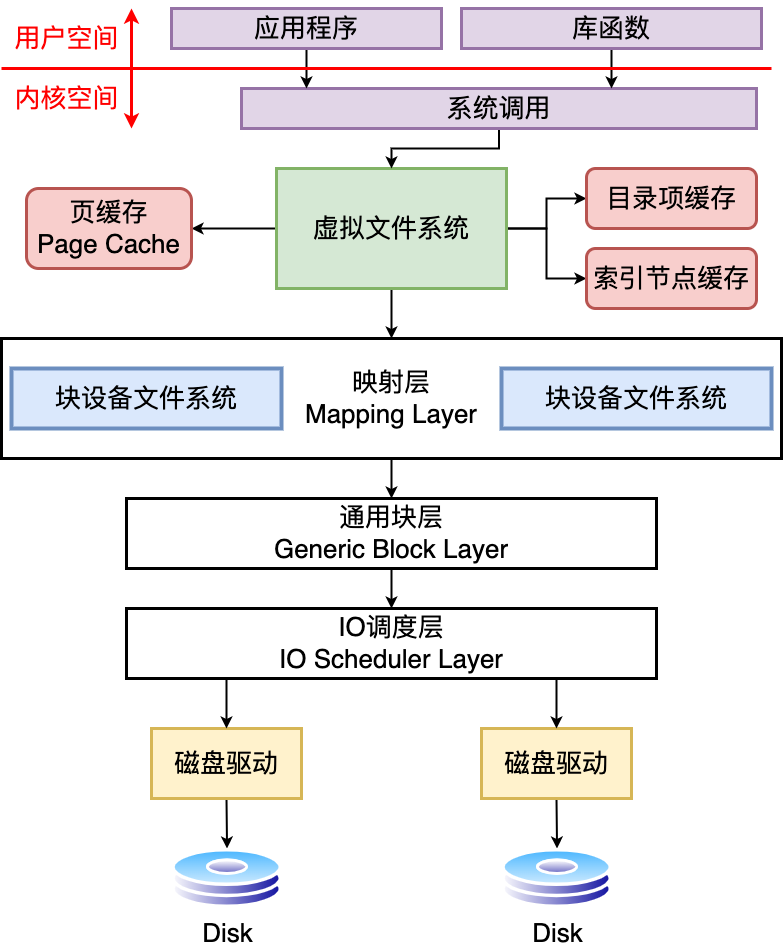 用户空间
应用程序
库函数
内核空间
系统调用
页缓存
Page Cache
虚拟文件系统
目录项缓存
索引节点缓存
块设备文件系统
映射层
Mapping Layer
块设备文件系统
通用块层
Generic Block Layer
IO调度层
IO Scheduler Layer
磁盘驱动
磁盘驱动
Disk
Disk